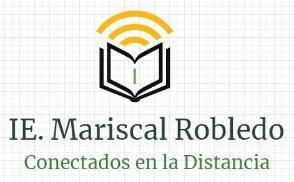 I
IE. Mariscal Robledo
Conectados en la Distancia